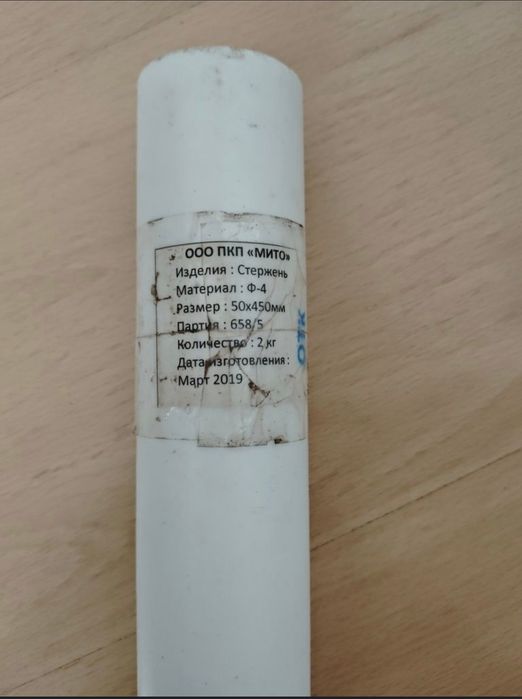 ООО ПКП «МИТО»
Изделия : Стержень
Материал : Ф-4
Размер : 50х450мм
Партия : 658/5
Количество : 2 кг
Дата изготовления :
Март 2019
ОТК